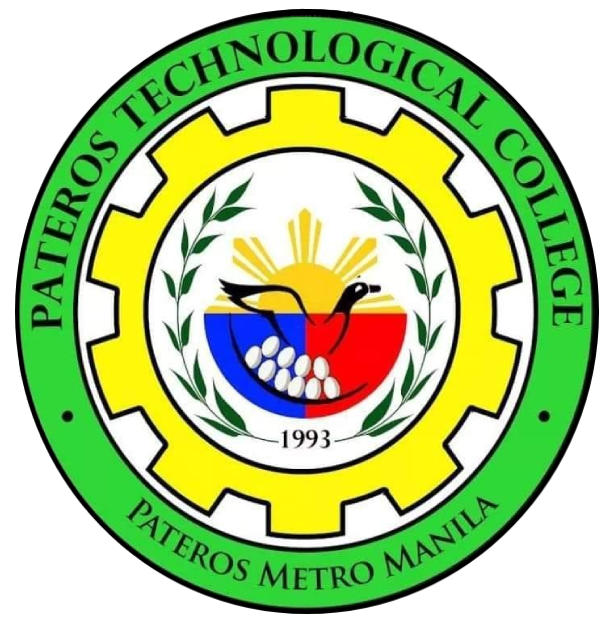 PATEROS TECHNOLOGICAL COLLEGE
1993
PATEROS METRO MANILA